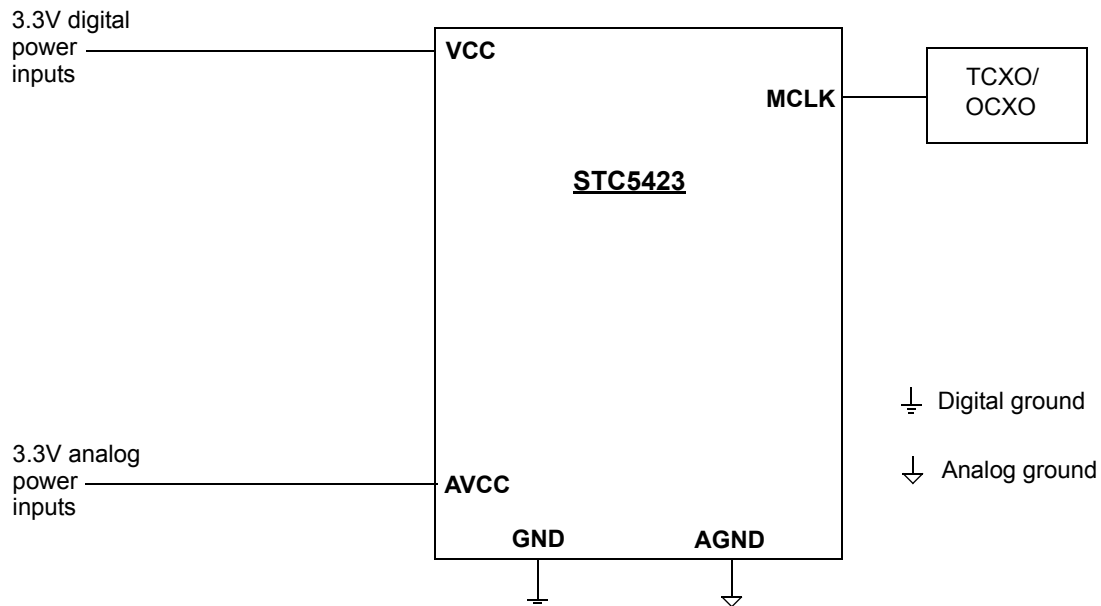 3.3V digital
power
inputs
VCC
MCLK
TCXO/
OCXO
STC5423
Digital ground
3.3V analog
power
inputs
Analog ground
AVCC
GND
AGND